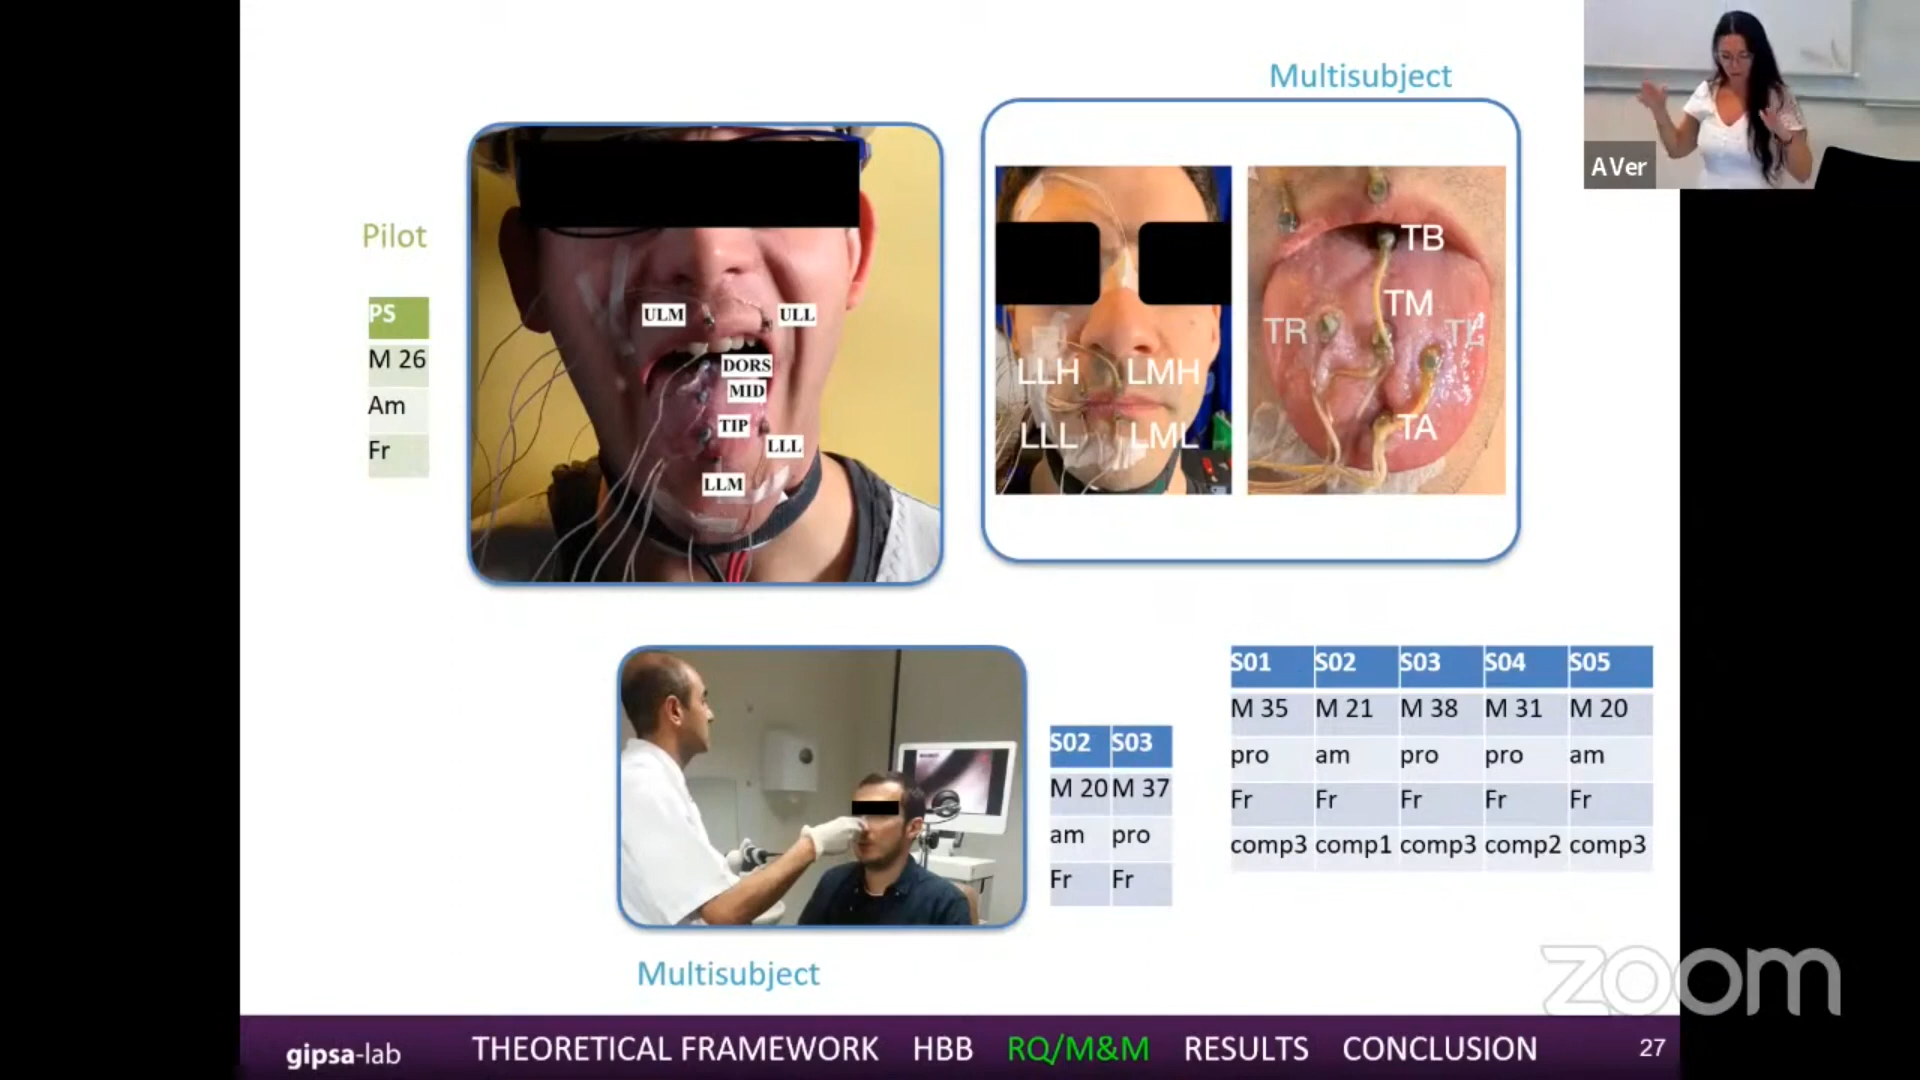 Multisubject
A Ver
Pilot
PS
M 26
Am
Fr
ULM
ULL
DORS
MID
TIP
LLL
LLM
LLH
LMH
LLL
LML
TB
TM
TR
TL
TA
S02 S03
M 20 M 37
am pro
Fr Fr
S01 S02 S03 S04 S05
M 35 M 21 M 38 M 31 M 20
pro am pro pro am
Fr Fr Fr Fr Fr
comp3 comp1 comp3 comp2 comp3
Multisubject
zoom
gipsa-lab THEORETICAL FRAMEWORK HBB RQ/M&M RESULTS CONCLUSION 27